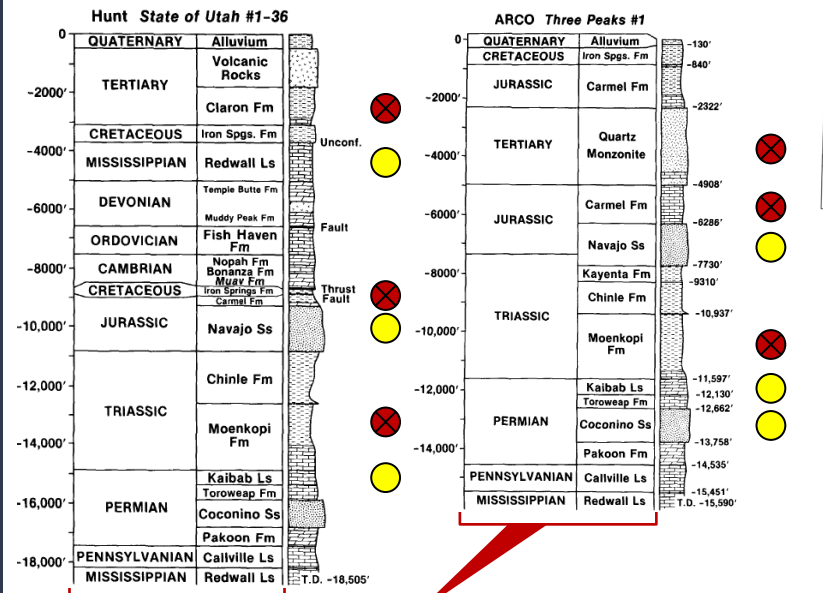 Hunt State of Utah #1-36
0
QUATERNARY
Alluvium
TERTIARY
Volcanic
Rocks
-2000′
Claron Fm
CRETACEOUS
Iron Spgs. Fm
Unconf.
-4000′
MISSISSIPPIAN
Redwall Ls
DEVONIAN
Temple Butte Fm
-6000′
Muddy Peak Fm
Fault
ORDOVICIAN
Fish Haven
Fm
CAMBRIAN
Nopah Fm
Bonanza Fm
-8000′
Muav Fm
CRETACEOUS
Iron Springs Fm
Thrust
Fault
Carmel Fm
JURASSIC
Navajo Ss
-10,000′
TRIASSIC
Chinle Fm
-12,000′
Moenkopi
Fm
-14,000′
PERMIAN
Kaibab Ls
Toroweap Fm
-16,000′
Coconino Ss
Pakoon Fm
PENNSYLVANIAN
Callville Ls
-18,000′
MISSISSIPPIAN
Redwall Ls
T.D. -18,505′
ARCO Three Peaks #1
0
QUATERNARY
Alluvium
-130′
CRETACEOUS
Iron Spgs. Fm
-840′
JURASSIC
Carmel Fm
-2000′
-2322′
TERTIARY
Quartz
Monzonite
-4000′
-4908′
JURASSIC
Carmel Fm
-6000′
-6286′
Navajo Ss
-7730′
TRIASSIC
-8000′
Kayenta Fm
-9310′
Chinle Fm
-10,937′
-10,000′
Moenkopi
Fm
-11,597′
-12,000′
PERMIAN
Kaibab Ls
-12,130′
Toroweap Fm
-12,662′
Coconino Ss
-13,758′
-14,000′
Pakoon Fm
-14,535′
PENNSYLVANIAN
Callville Ls
-15,451′
MISSISSIPPIAN
Redwall Ls
T.D. -15,590′